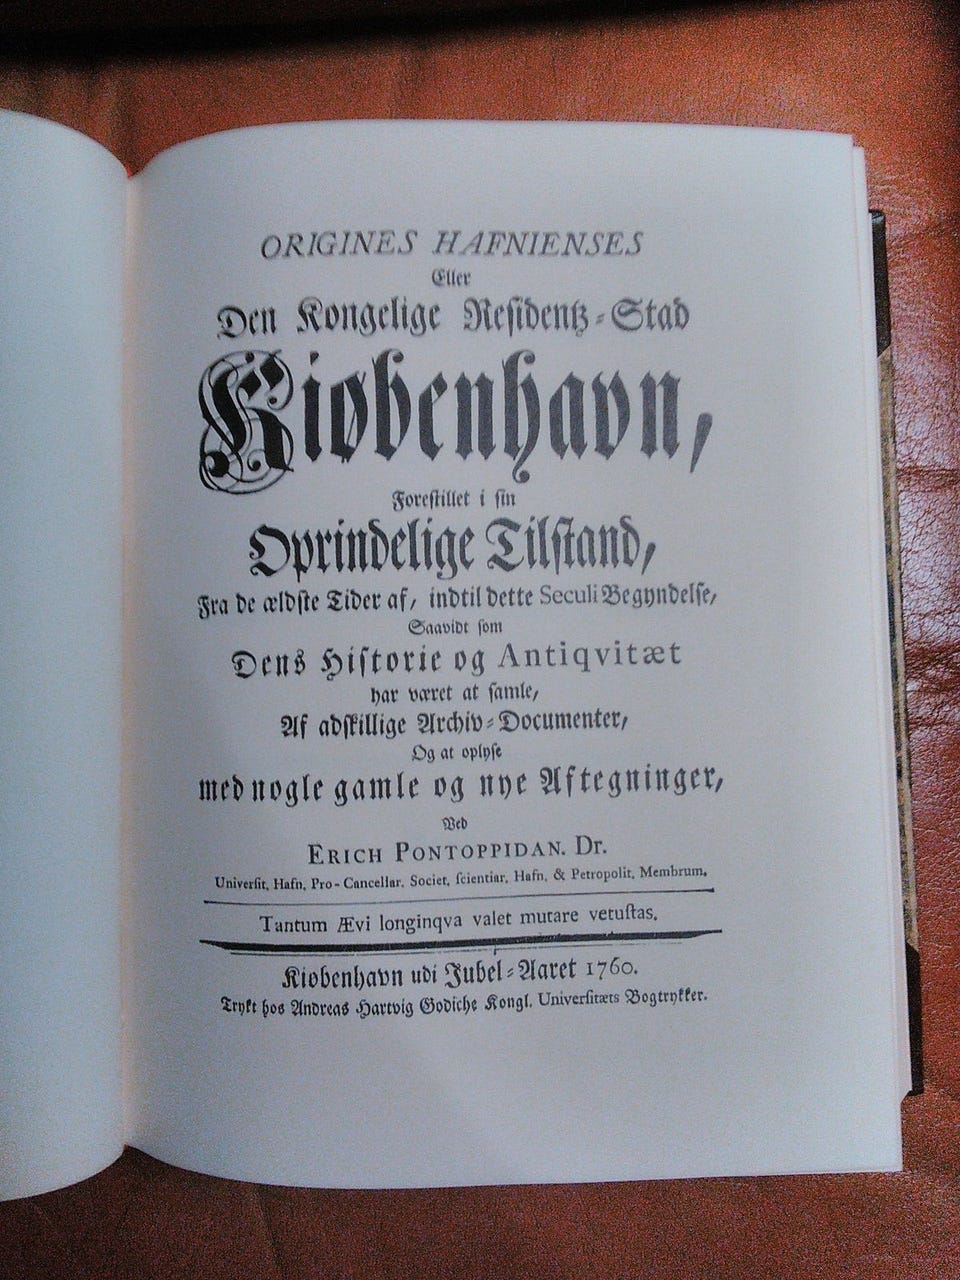 ORIGINES HAFNIENSES
Eller
Den Kongelige Reſidentz-Stad
Kiøbenhavn,
Foreſtillet i ſin
Oprindelige Tilſtand,
Fra de ældſte Tider af, indtil dette Seculi Begyndelſe,
Saavidt ſom
Dens Hiſtorie og Antiqvitæt
har været at ſamle,
Af adſkillige Archiv-Documenter,
Og at oplyſe
med nogle gamle og nye Aftegninger,
Ved
ERICH PONTOPPIDAN. Dr.
Univerſit. Hafn. Pro-Cancellar. Societ. ſcientiar. Hafn. & Petropolit. Membrum.
Tantum Ævi longinqva valet mutare vetuſtas.
Kiøbenhavn udi Jubel-Aaret 1760.
Trykt hos Andreas Hartvig Godiche Kongl. Univerſitæts Bogtrykker.